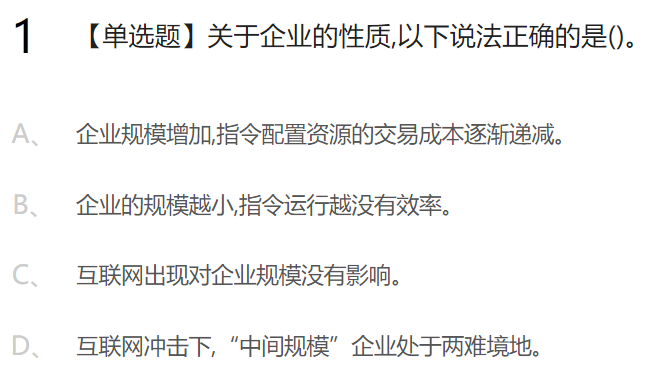 1 【单选题】关于企业的性质,以下说法正确的是()。
A、 企业规模增加,指令配置资源的交易成本逐渐递减。
B、 企业的规模越小,指令运行越没有效率。
C、 互联网出现对企业规模没有影响。
D、 互联网冲击下,“中间规模”企业处于两难境地。